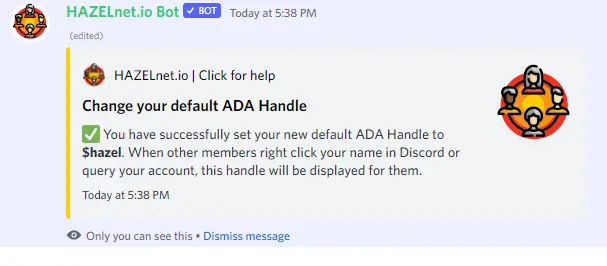 HAZELnet.io Bot ✔ BOT Today at 5:38 PM
(edited)
HAZELnet.io | Click for help
Change your default ADA Handle
✅ You have successfully set your new default ADA Handle to
$hazel. When other members right click your name in Discord or
query your account, this handle will be displayed for them.
Today at 5:38 PM
Only you can see this • Dismiss message